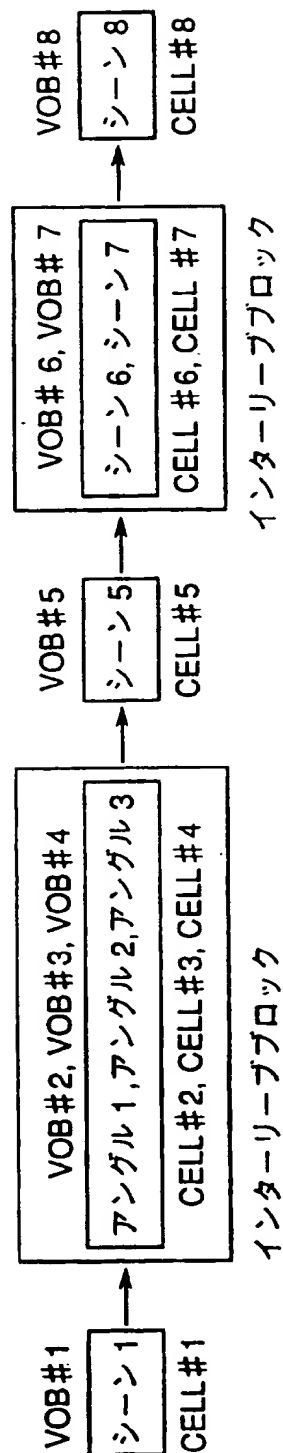 VOB#1
シーン1
CELL#1
VOB#2, VOB#3, VOB#4
アングル1,アングル2,アングル3
CELL#2, CELL#3, CELL#4
インターリーブブロック
VOB#5
シーン5
CELL#5
VOB#6, VOB#7
シーン6,シーン7
CELL #6, CELL #7
インターリーブブロック
VOB#8
シーン8
CELL#8